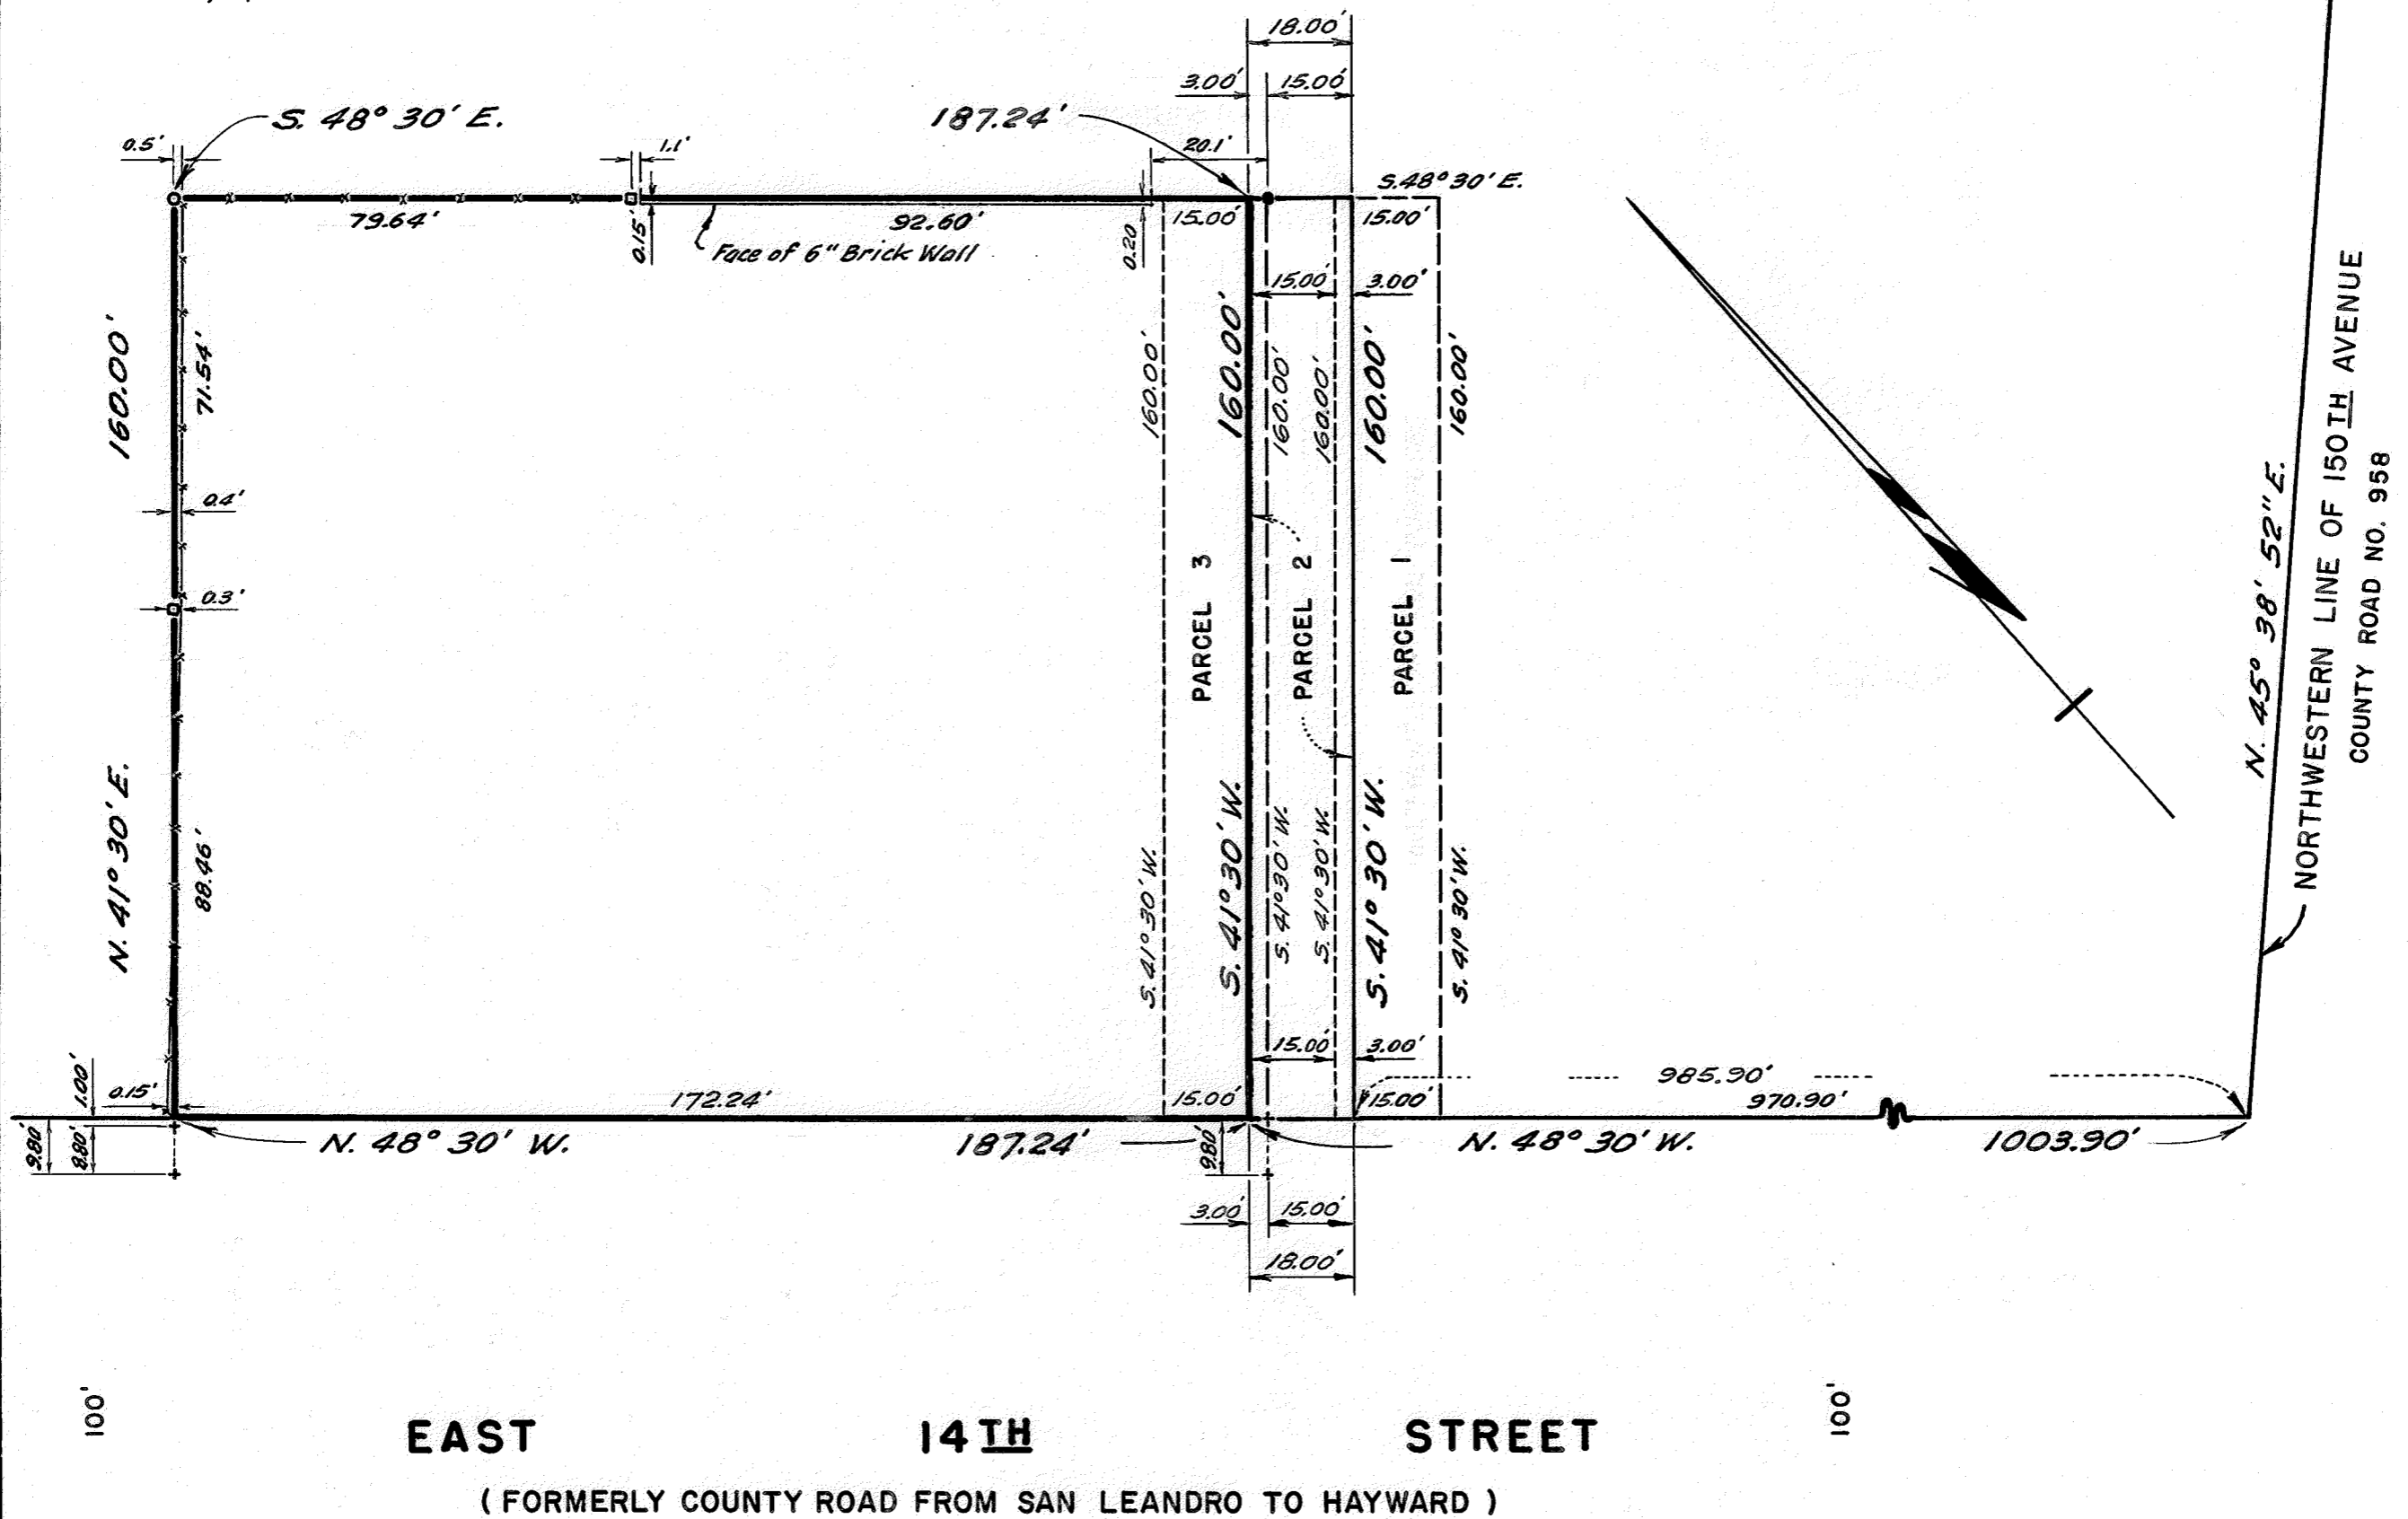 18.00'
3.00' 15.00'
S. 48° 30' E. 187.24'
0.5' 1.1' 20.1'
S. 48° 30' E.
79.64' 0.15' 92.60' 0.20 15.00' 15.00'
Face of 6" Brick Wall
15.00' 3.00'
160.00' 71.54' 160.00' 160.00' 160.00' 160.00' 160.00' 160.00'
0.4'
0.3'
PARCEL 3 PARCEL 2 PARCEL 1
N. 41° 30' E. 88.46' S. 41° 30' W. S. 41° 30' W. S. 41° 30' W. S. 41° 30' W. S. 41° 30' W. S. 41° 30' W.
N. 45° 38' 52" E.
NORTHWESTERN LINE OF 150TH AVENUE
COUNTY ROAD NO. 958
15.00' 3.00'
985.90'
1.00' 0.15' 172.24' 15.00' 15.00' 970.90'
9.80' 8.80' N. 48° 30' W. 187.24' 9.80' N. 48° 30' W. 1003.90'
3.00' 15.00'
18.00'
100' 100'
EAST 14TH STREET
( FORMERLY COUNTY ROAD FROM SAN LEANDRO TO HAYWARD )